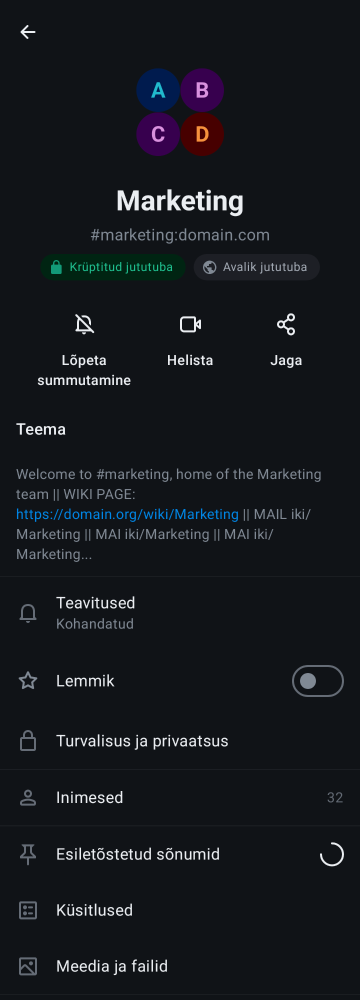 A
B
C
D
Marketing
#marketing:domain.com
Krüptitud jututuba
Avalik jututuba
Lõpeta
summutamine
Helista
Jaga
Teema
Welcome to #marketing, home of the Marketing
team || WIKI PAGE:
https://domain.org/wiki/Marketing || MAIL iki/
Marketing || MAI iki/Marketing || MAI iki/
Marketing...
Teavitused
Kohandatud
Lemmik
Turvalisus ja privaatsus
Inimesed 32
Esiletõstetud sõnumid
Küsitlused
Meedia ja failid